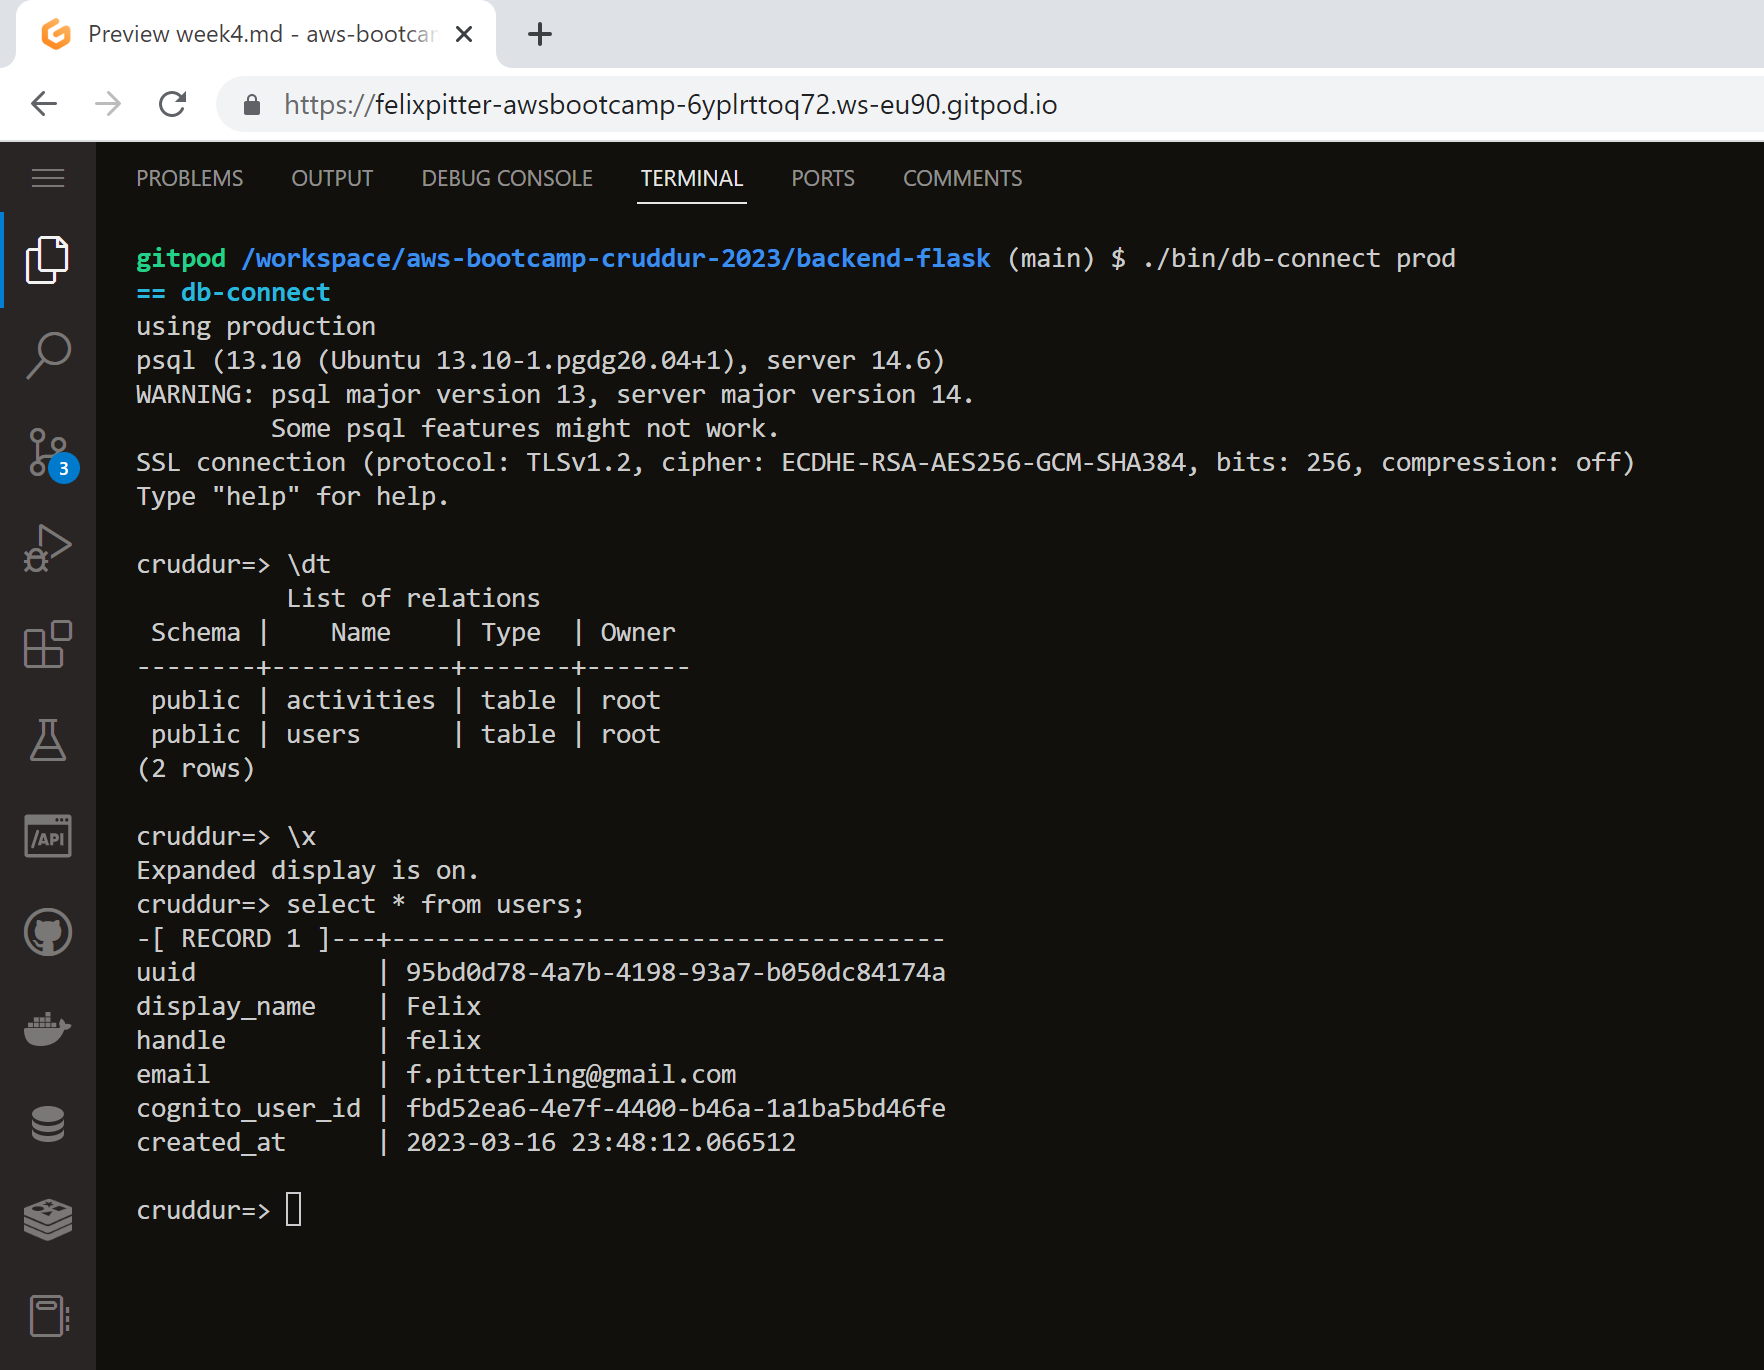 Preview week4.md - aws-bootcar
https://felixpitter-awsbootcamp-6yplrttoq72.ws-eu90.gitpod.io
PROBLEMS OUTPUT DEBUG CONSOLE TERMINAL PORTS COMMENTS
gitpod /workspace/aws-bootcamp-cruddur-2023/backend-flask (main) $ ./bin/db-connect prod
== db-connect
using production
psql (13.10 (Ubuntu 13.10-1.pgdg20.04+1), server 14.6)
WARNING: psql major version 13, server major version 14.
         Some psql features might not work.
SSL connection (protocol: TLSv1.2, cipher: ECDHE-RSA-AES256-GCM-SHA384, bits: 256, compression: off)
Type "help" for help.
cruddur=> \dt
          List of relations
 Schema |    Name    | Type  | Owner
--------+------------+-------+-------
 public | activities | table | root
 public | users      | table | root
(2 rows)
cruddur=> \x
Expanded display is on.
cruddur=> select * from users;
-[ RECORD 1 ]---+-------------------------------------
uuid            | 95bd0d78-4a7b-4198-93a7-b050dc84174a
display_name    | Felix
handle          | felix
email           | f.pitterling@gmail.com
cognito_user_id | fbd52ea6-4e7f-4400-b46a-1a1ba5bd46fe
created_at      | 2023-03-16 23:48:12.066512
cruddur=>
3
/API